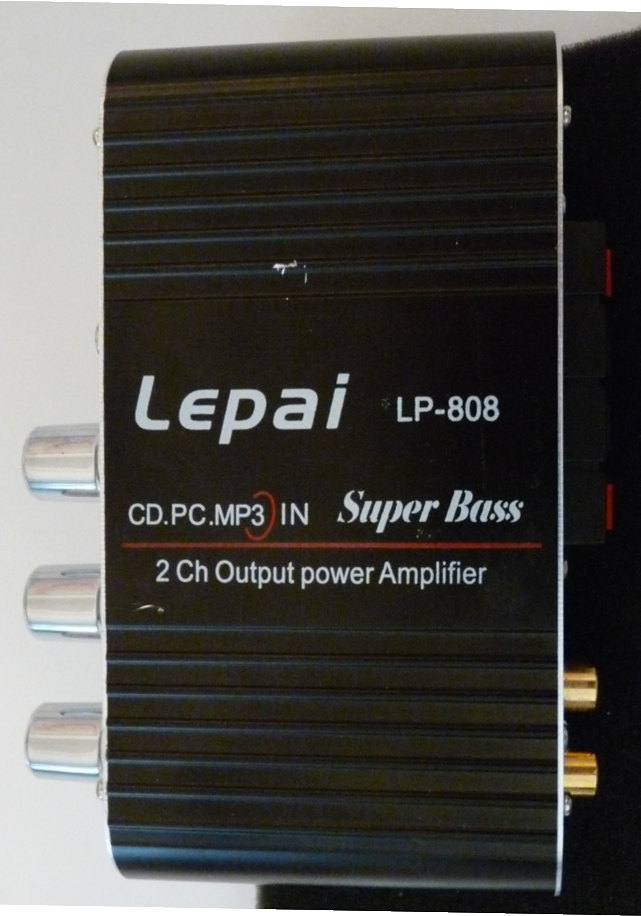 Lepai LP-808
CD.PC.MP3 IN Super Bass
2 Ch Output power Amplifier